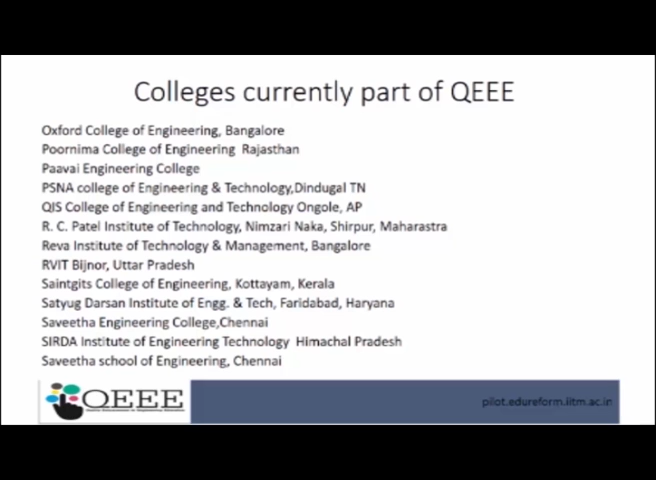 Colleges currently part of QEEE
Oxford College of Engineering, Bangalore
Poornima College of Engineering Rajasthan
Paavai Engineering College
PSNA college of Engineering & Technology,Dindugal TN
QIS College of Engineering and Technology Ongole, AP
R. C. Patel Institute of Technology, Nimzari Naka, Shirpur, Maharastra
Reva Institute of Technology & Management, Bangalore
RVIT Bijnor, Uttar Pradesh
Saintgits College of Engineering, Kottayam, Kerala
Satyug Darsan Institute of Engg. & Tech, Faridabad, Haryana
Saveetha Engineering College,Chennai
SIRDA Institute of Engineering Technology Himachal Pradesh
Saveetha school of Engineering, Chennai
QEEE
pilot.edureform.iitm.ac.in